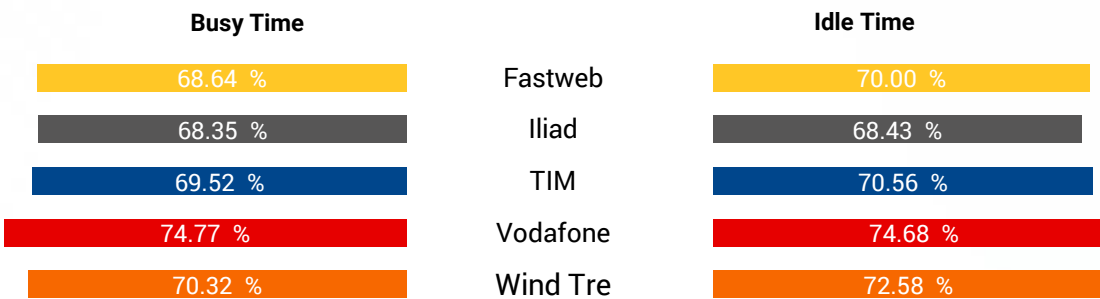 Busy Time Idle Time
68.64 % Fastweb 70.00 %
68.35 % Iliad 68.43 %
69.52 % TIM 70.56 %
74.77 % Vodafone 74.68 %
70.32 % Wind Tre 72.58 %